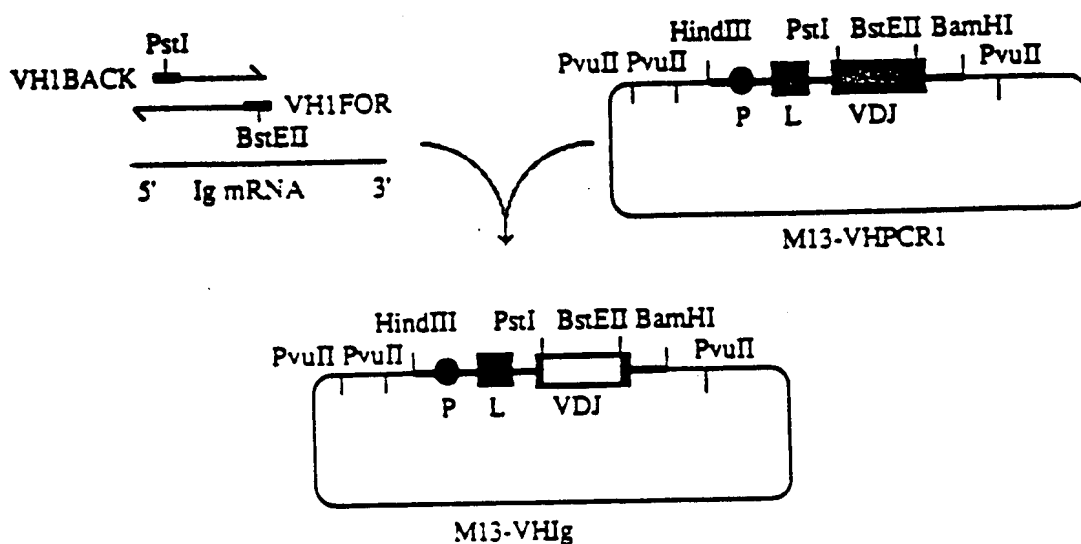 PstI
VH1BACK
VH1FOR
BstEII
5' Ig mRNA 3'
HindIII PstI BstEII BamHI
PvuII PvuII PvuII
P L VDJ
M13-VHPCR1
HindIII PstI BstEII BamHI
PvuII PvuII PvuII
P L VDJ
M13-VHIg